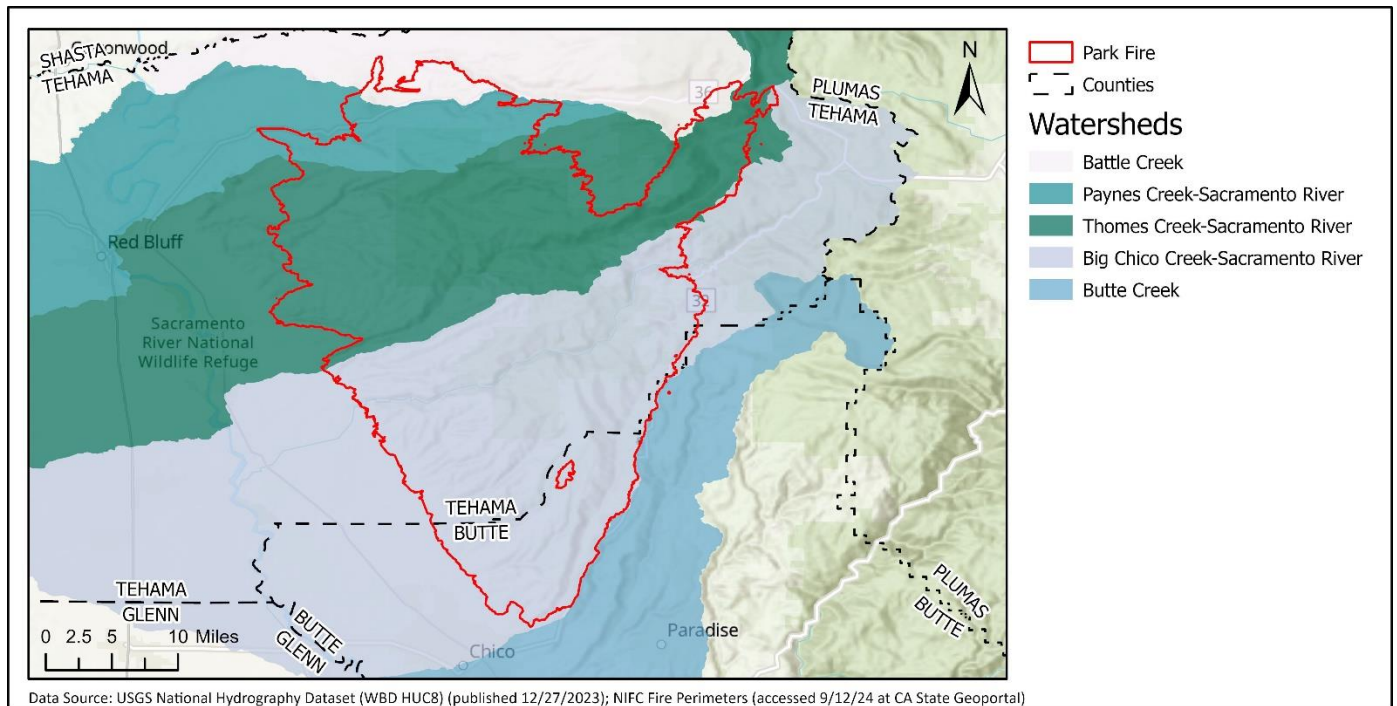 SHASTA
TEHAMA
36
PLUMAS
TEHAMA
N
Red Bluff
32
Sacramento
River National
Wildlife Refuge
TEHAMA
BUTTE
TEHAMA
GLENN
BUTTE
GLENN
PLUMAS
BUTTE
Paradise
Chico
0 2.5 5 10 Miles
Park Fire
Counties
Watersheds
Battle Creek
Paynes Creek-Sacramento River
Thomes Creek-Sacramento River
Big Chico Creek-Sacramento River
Butte Creek
Data Source: USGS National Hydrography Dataset (WBD HUC8) (published 12/27/2023); NIFC Fire Perimeters (accessed 9/12/24 at CA State Geoportal)